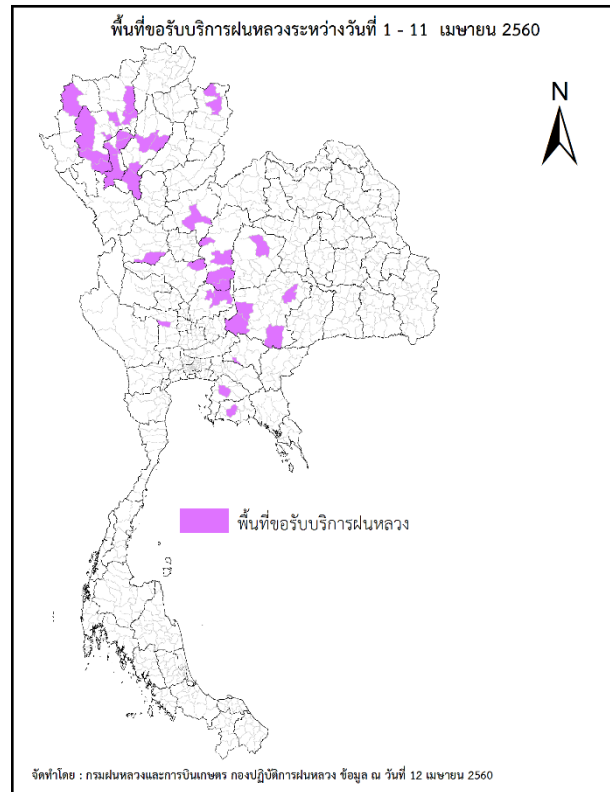 พื้นที่ขอรับบริการฝนหลวงระหว่างวันที่ 1 - 11 เมษายน 2560
N
พื้นที่ขอรับบริการฝนหลวง
จัดทำโดย : กรมฝนหลวงและการบินเกษตร กองปฏิบัติการฝนหลวง ข้อมูล ณ วันที่ 12 เมษายน 2560